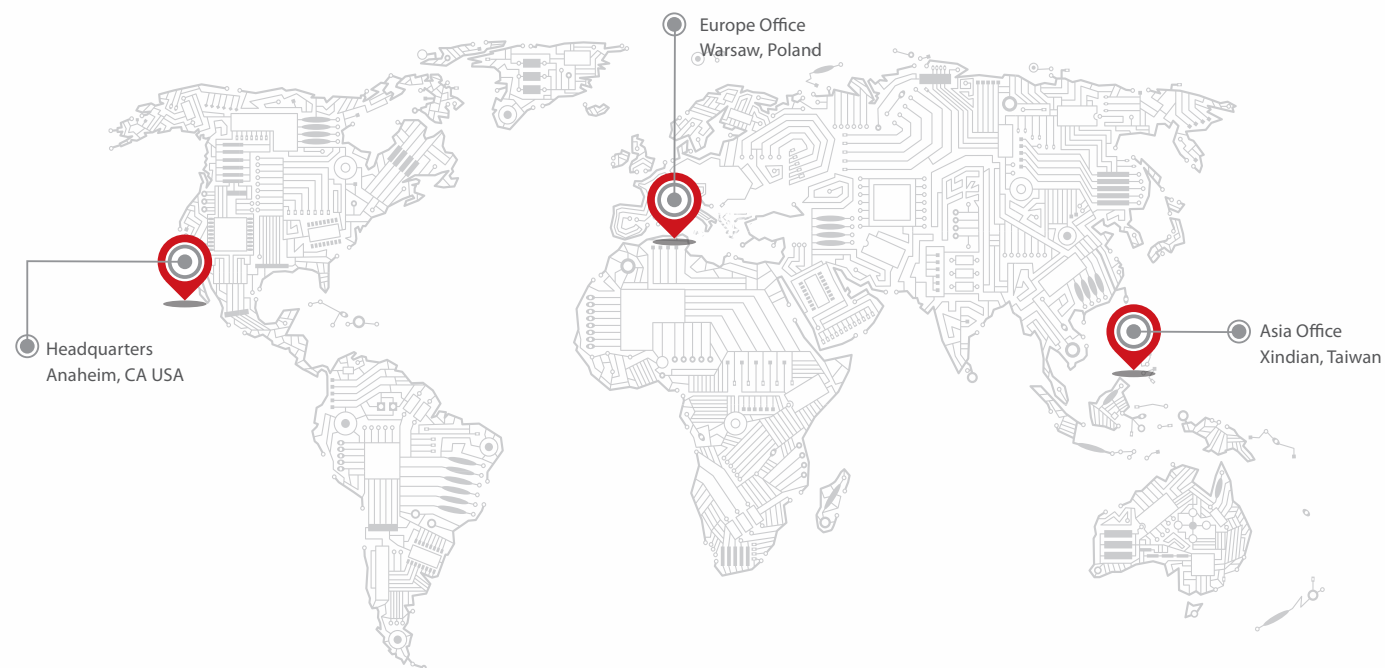 Europe Office
Warsaw, Poland
Headquarters
Anaheim, CA USA
Asia Office
Xindian, Taiwan